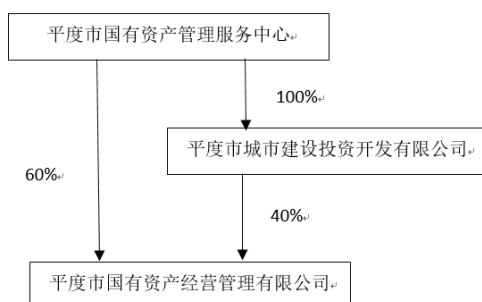 平度市国有资产管理服务中心
100%
平度市城市建设投资开发有限公司
60%
40%
平度市国有资产经营管理有限公司